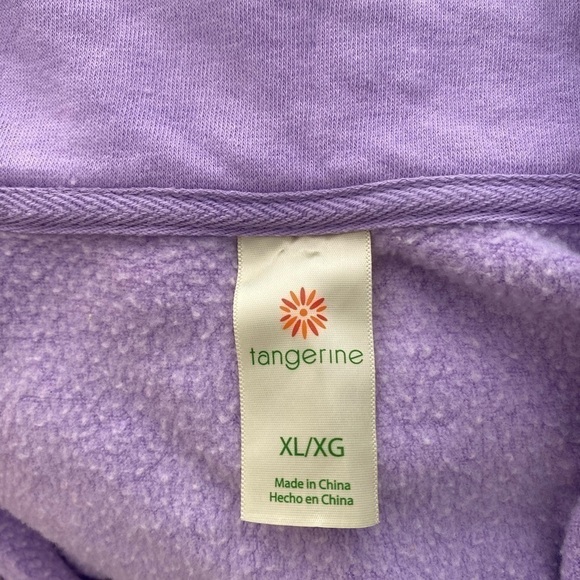 tangerine
XL/XG
Made in China
Hecho en China